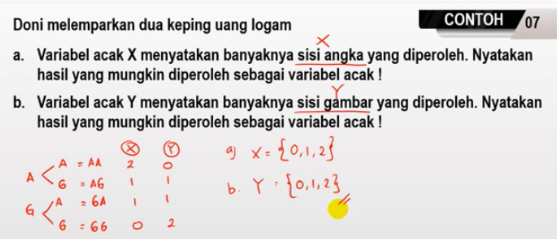 Doni melemparkan dua keping uang logam
CONTOH 07
X
a. Variabel acak X menyatakan banyaknya sisi angka yang diperoleh. Nyatakan
hasil yang mungkin diperoleh sebagai variabel acak !
Y
b. Variabel acak Y menyatakan banyaknya sisi gambar yang diperoleh. Nyatakan
hasil yang mungkin diperoleh sebagai variabel acak !
X Y
A A = AA 2 0
G = AG 1 1
G A = GA 1 1
G = GG 0 2
a) X = {0,1,2}
b. Y = {0,1,2}